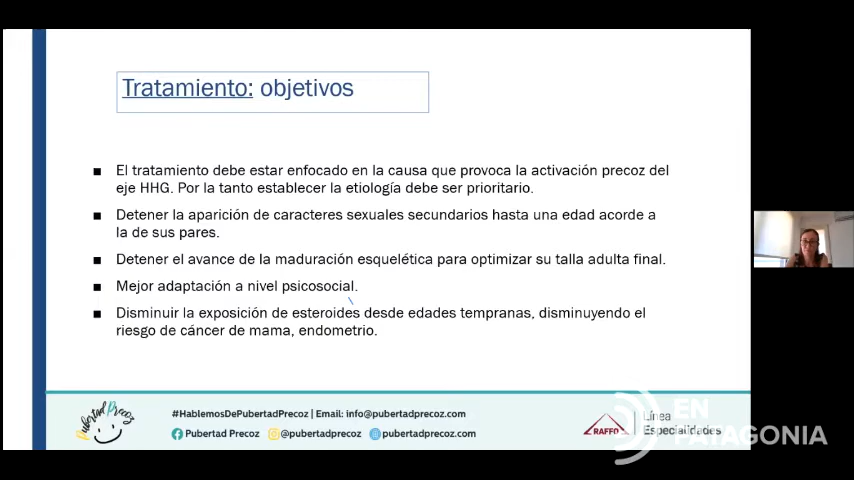 Tratamiento: objetivos
El tratamiento debe estar enfocado en la causa que provoca la activación precoz del
eje HHG. Por la tanto establecer la etiología debe ser prioritario.
Detener la aparición de caracteres sexuales secundarios hasta una edad acorde a
la de sus pares.
Detener el avance de la maduración esquelética para optimizar su talla adulta final.
Mejor adaptación a nivel psicosocial.
Disminuir la exposición de esteroides desde edades tempranas, disminuyendo el
riesgo de cáncer de mama, endometrio.
Pubertad Precoz
#HablemosDePubertadPrecoz | Email: info@pubertadprecoz.com
Pubertad Precoz @pubertadprecoz pubertadprecoz.com
RAFFO
Línea
Especialidades
EN
PATAGONIA